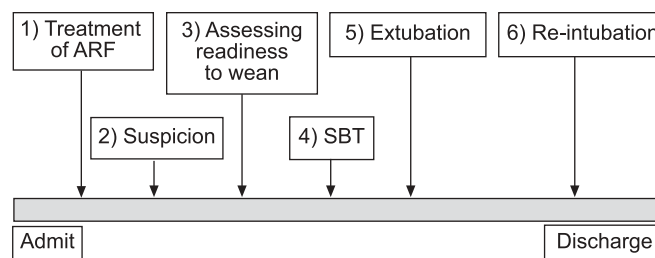 1) Treatment
of ARF
2) Suspicion
3) Assessing
readiness
to wean
4) SBT
5) Extubation
6) Re-intubation
Admit
Discharge